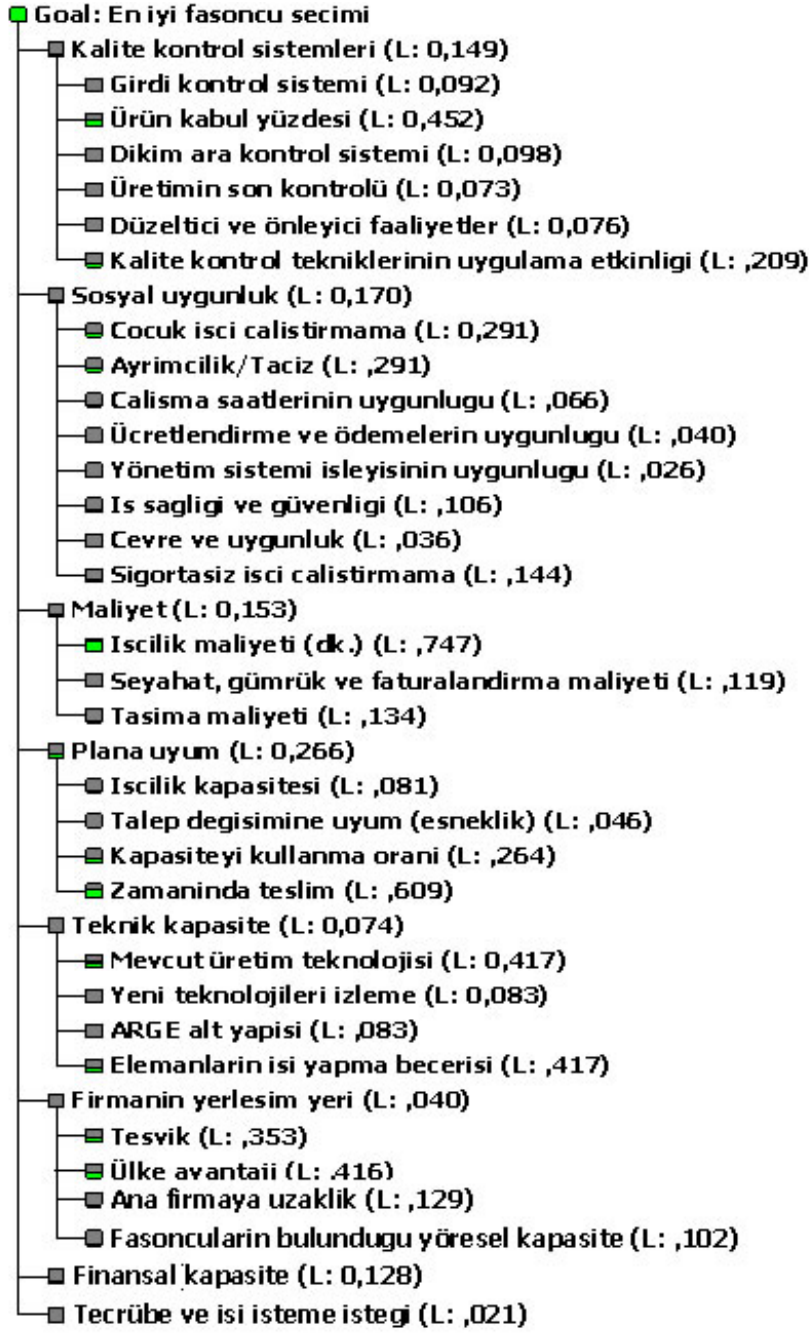 Goal: En iyi fasoncu secimi
Kalite kontrol sistemleri (L: 0,149)
Girdi kontrol sistemi (L: 0,092)
Ürün kabul yüzdesi (L: 0,452)
Dikim ara kontrol sistemi (L: 0,098)
Üretimin son kontrolü (L: 0,073)
Düzeltici ve önleyici faaliyetler (L: 0,076)
Kalite kontrol tekniklerinin uygulama etkinligi (L: ,209)
Sosyal uygunluk (L: 0,170)
Cocuk isci calistirmama (L: 0,291)
Ayrimcilik/Taciz (L: ,291)
Calisma saatlerinin uygunlugu (L: ,066)
Ücretlendirme ve ödemelerin uygunlugu (L: ,040)
Yönetim sistemi isleyisinin uygunlugu (L: ,026)
Is sagligi ve güvenligi (L: ,106)
Cevre ve uygunluk (L: ,036)
Sigortasiz isci calistirmama (L: ,144)
Maliyet (L: 0,153)
Iscilik maliyeti (dk.) (L: ,747)
Seyahat, gümrük ve faturalandirma maliyeti (L: ,119)
Tasima maliyeti (L: ,134)
Plana uyum (L: 0,266)
Iscilik kapasitesi (L: ,081)
Talep degisimine uyum (esneklik) (L: ,046)
Kapasiteyi kullanma orani (L: ,264)
Zamaninda teslim (L: ,609)
Teknik kapasite (L: 0,074)
Mevcut üretim teknolojisi (L: 0,417)
Yeni teknolojileri izleme (L: 0,083)
ARGE alt yapisi (L: ,083)
Elemanlarin isi yapma becerisi (L: ,417)
Firmanin yerlesim yeri (L: ,040)
Tesvik (L: ,353)
Ülke avantaji (L: ,416)
Ana firmaya uzaklik (L: ,129)
Fasoncularin bulundugu yöresel kapasite (L: ,102)
Finansal kapasite (L: 0,128)
Tecrübe ve isi isteme istegi (L: ,021)